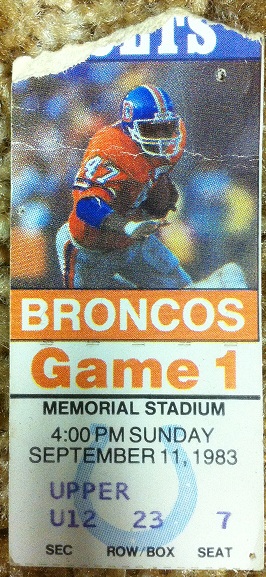 47
BRONCOS
Game 1
MEMORIAL STADIUM
4:00 PM SUNDAY
SEPTEMBER 11, 1983
UPPER
U12 23 7
SEC ROW/BOX SEAT